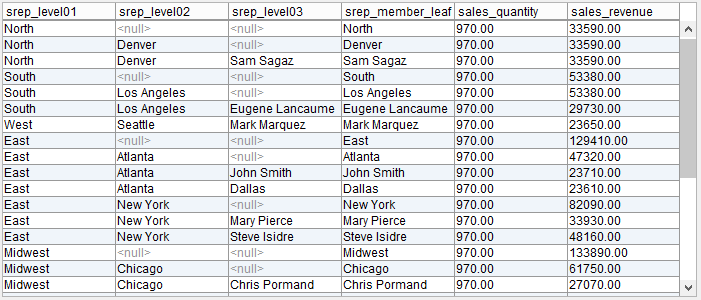 srep_level01 srep_level02 srep_level03 srep_member_leaf sales_quantity sales_revenue
North <null> <null> North 970.00 33590.00
North Denver <null> Denver 970.00 33590.00
North Denver Sam Sagaz Sam Sagaz 970.00 33590.00
South <null> <null> South 970.00 53380.00
South Los Angeles <null> Los Angeles 970.00 53380.00
South Los Angeles Eugene Lancaume Eugene Lancaume 970.00 29730.00
West Seattle Mark Marquez Mark Marquez 970.00 23650.00
East <null> <null> East 970.00 129410.00
East Atlanta <null> Atlanta 970.00 47320.00
East Atlanta John Smith John Smith 970.00 23710.00
East Atlanta Dallas Dallas 970.00 23610.00
East New York <null> New York 970.00 82090.00
East New York Mary Pierce Mary Pierce 970.00 33930.00
East New York Steve Isidre Steve Isidre 970.00 48160.00
Midwest <null> <null> Midwest 970.00 133890.00
Midwest Chicago <null> Chicago 970.00 61750.00
Midwest Chicago Chris Pormand Chris Pormand 970.00 27070.00